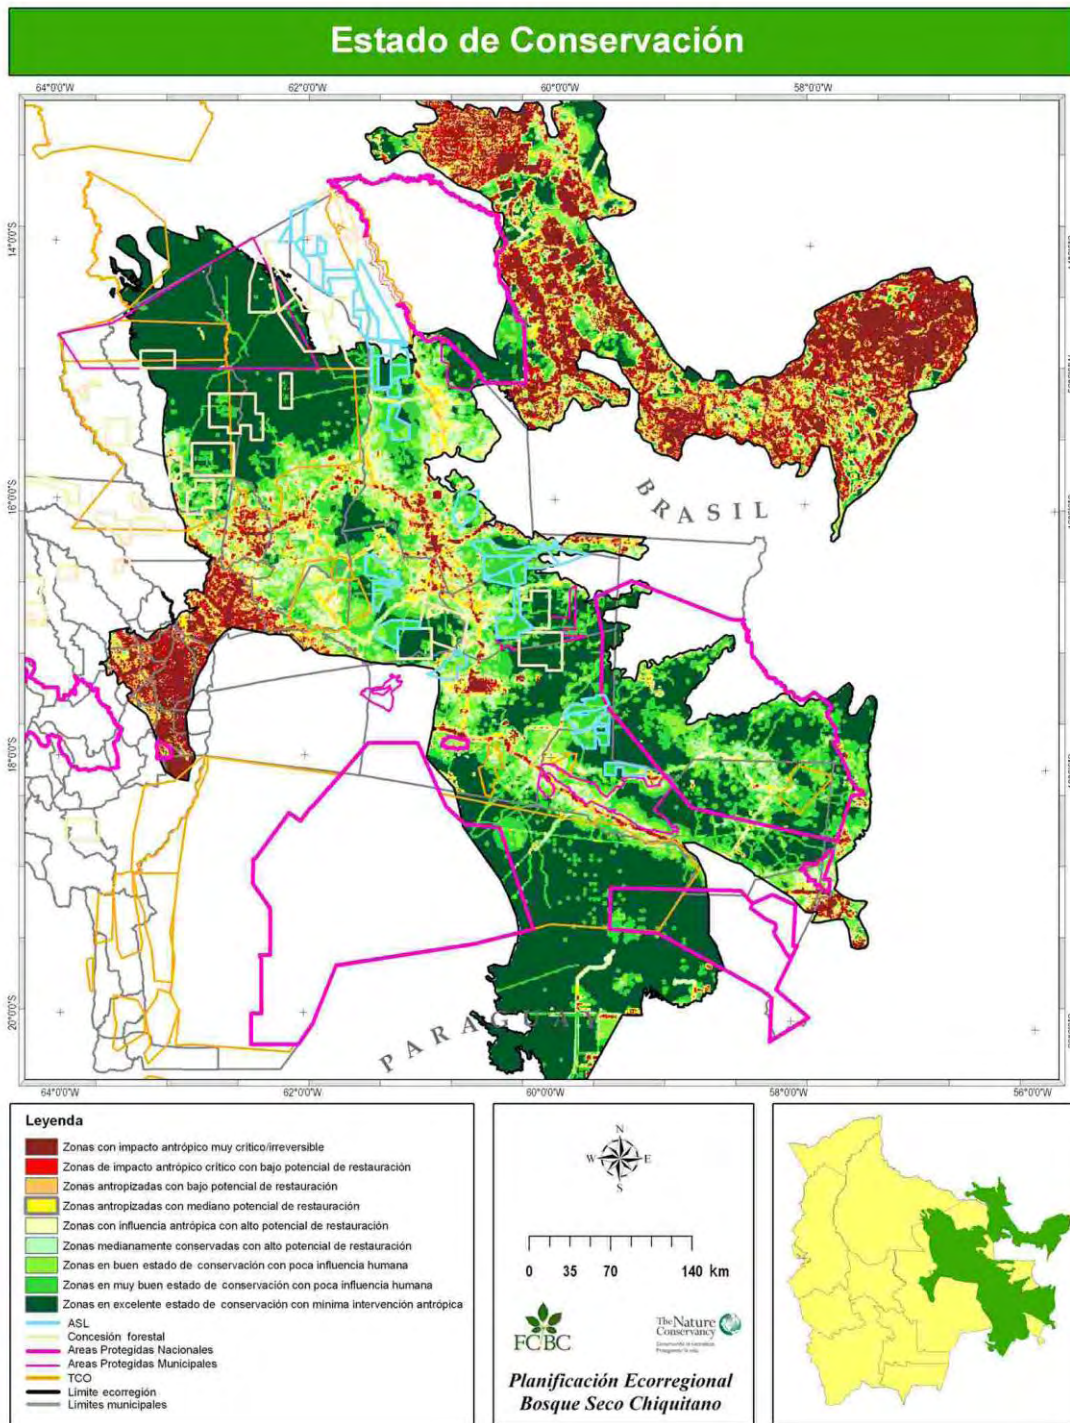 Estado de Conservación
64°0'0"W 62°0'0"W 60°0'0"W 58°0'0"W
14°0'0"S
16°0'0"S
18°0'0"S
20°0'0"S
BRASIL
PARAGUAY
64°0'0"W 62°0'0"W 60°0'0"W 58°0'0"W 56°0'0"W
Leyenda
Zonas con impacto antrópico muy crítico/irreversible
Zonas de impacto antrópico crítico con bajo potencial de restauración
Zonas antropizadas con bajo potencial de restauración
Zonas antropizadas con mediano potencial de restauración
Zonas con influencia antrópica con alto potencial de restauración
Zonas medianamente conservadas con alto potencial de restauración
Zonas en buen estado de conservación con poca influencia humana
Zonas en muy buen estado de conservación con poca influencia humana
Zonas en excelente estado de conservación con mínima intervención antrópica
ASL
Concesión forestal
Areas Protegidas Nacionales
Areas Protegidas Municipales
TCO
Límite ecorregión
Limites municipales
N
W E
S
0 35 70 140 km
FCBC
The Nature
Conservancy
Planificación Ecorregional
Bosque Seco Chiquitano